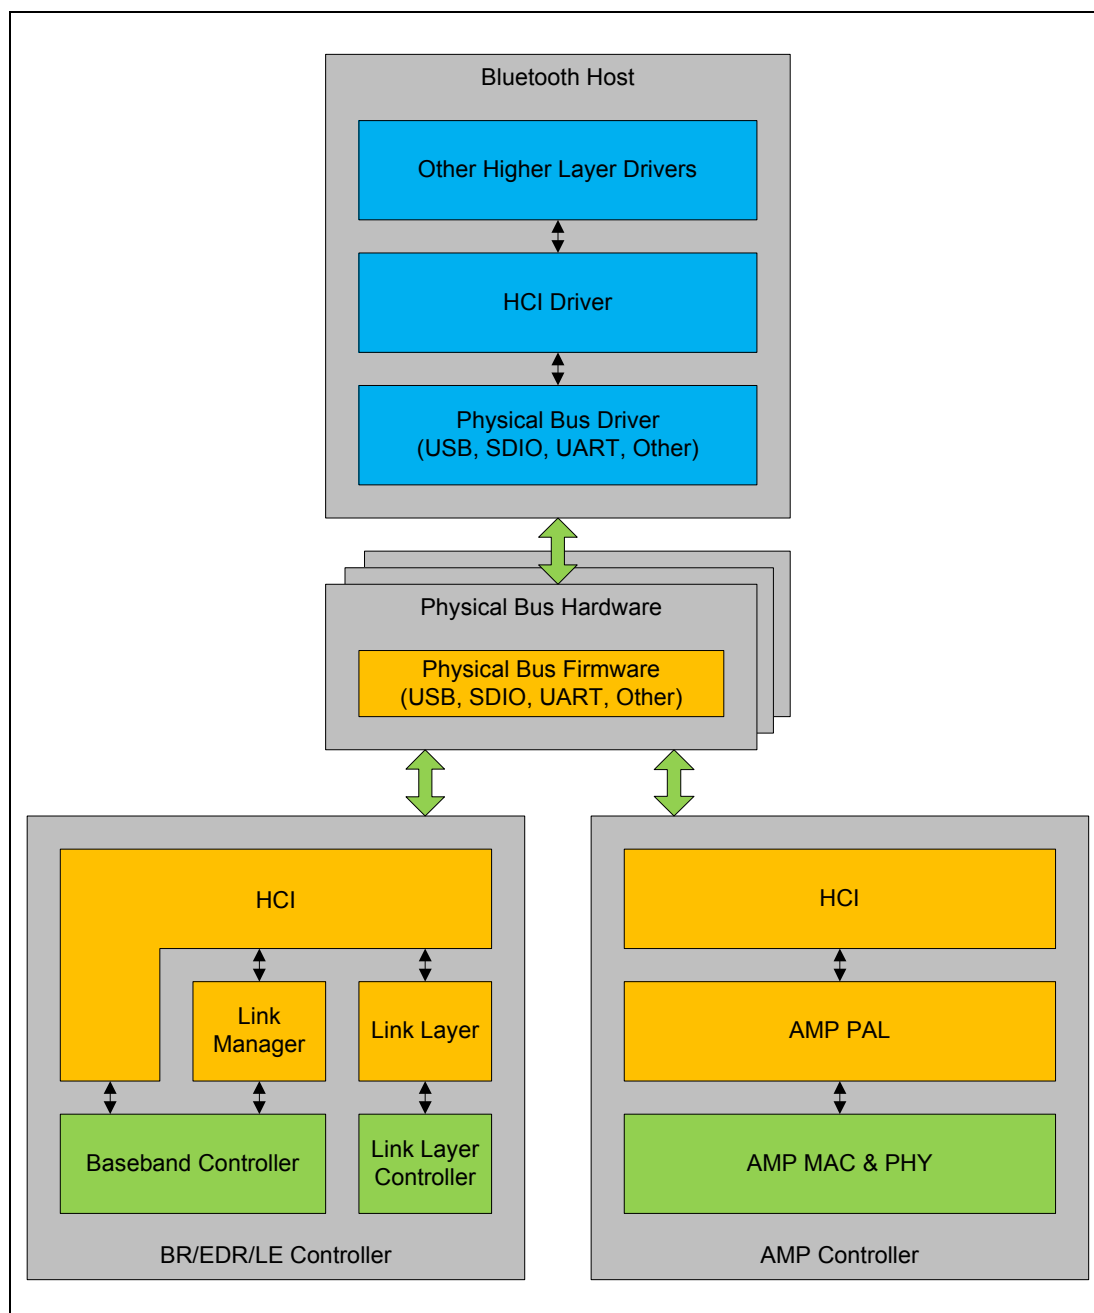 Bluetooth Host
Other Higher Layer Drivers
HCI Driver
Physical Bus Driver
(USB, SDIO, UART, Other)
Physical Bus Hardware
Physical Bus Firmware
(USB, SDIO, UART, Other)
HCI
Link
Manager
Link Layer
Baseband Controller
Link Layer
Controller
BR/EDR/LE Controller
HCI
AMP PAL
AMP MAC & PHY
AMP Controller